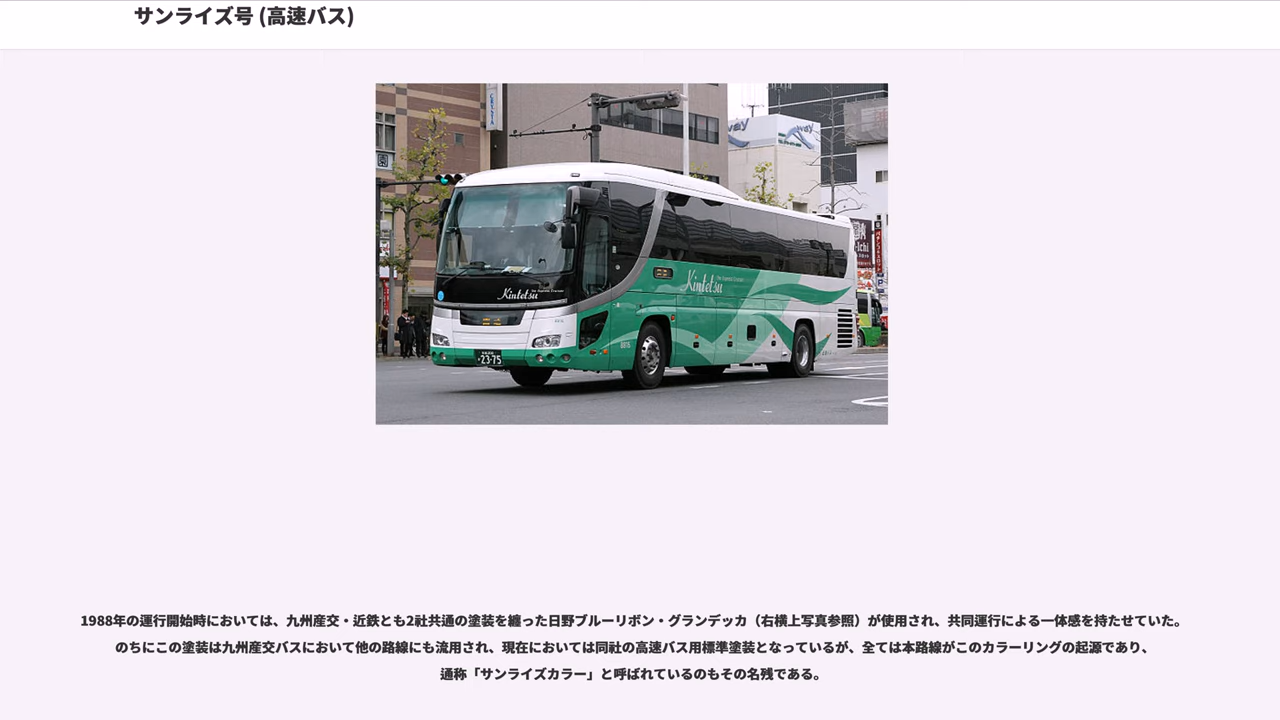 サンライズ号 (高速バス)
CRYSTA
Kintetsu
Kintetsu
23-75
1988年の運行開始時においては、九州産交・近鉄とも2社共通の塗装を纏った日野ブルーリボン・グランデッカ（右横上写真参照）が使用され、共同運行による一体感を持たせていた。
のちにこの塗装は九州産交バスにおいて他の路線にも流用され、現在においては同社の高速バス用標準塗装となっているが、全ては本路線がこのカラーリングの起源であり、
通称「サンライズカラー」と呼ばれているのもその名残である。